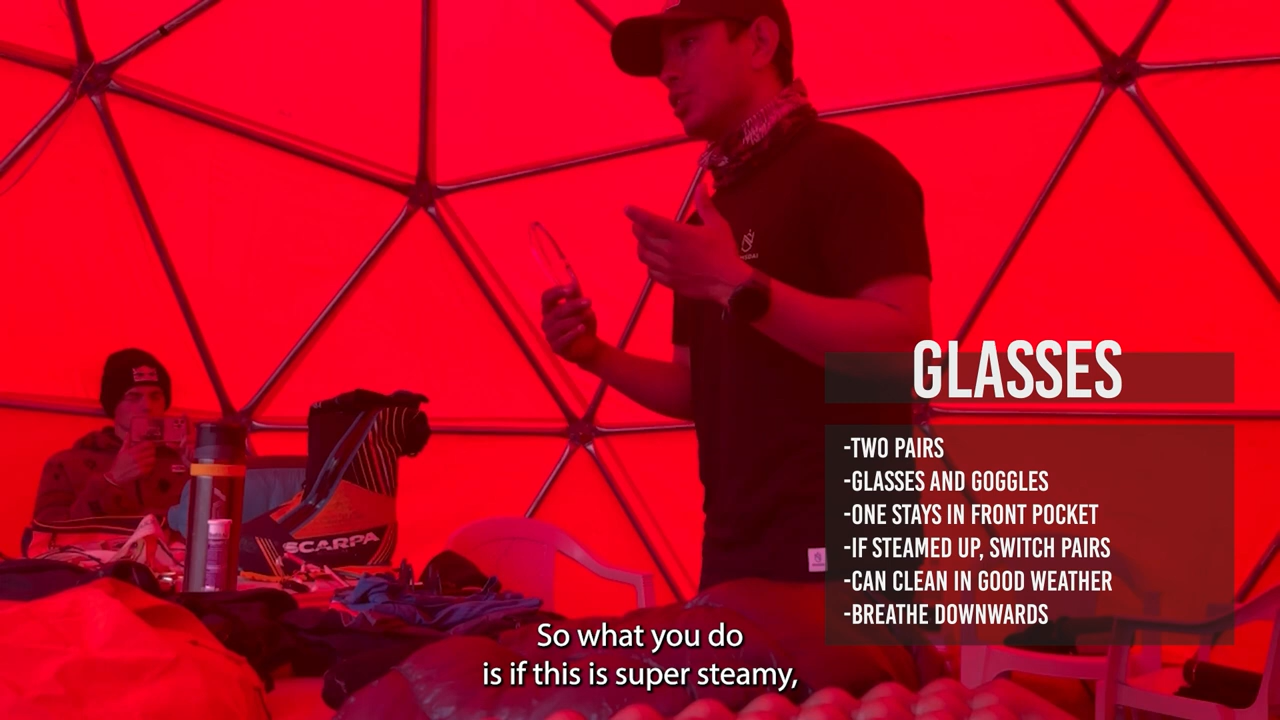 GLASSES
-TWO PAIRS
-GLASSES AND GOGGLES
-ONE STAYS IN FRONT POCKET
-IF STEAMED UP, SWITCH PAIRS
-CAN CLEAN IN GOOD WEATHER
-BREATHE DOWNWARDS
SCARPA
So what you do
is if this is super steamy,